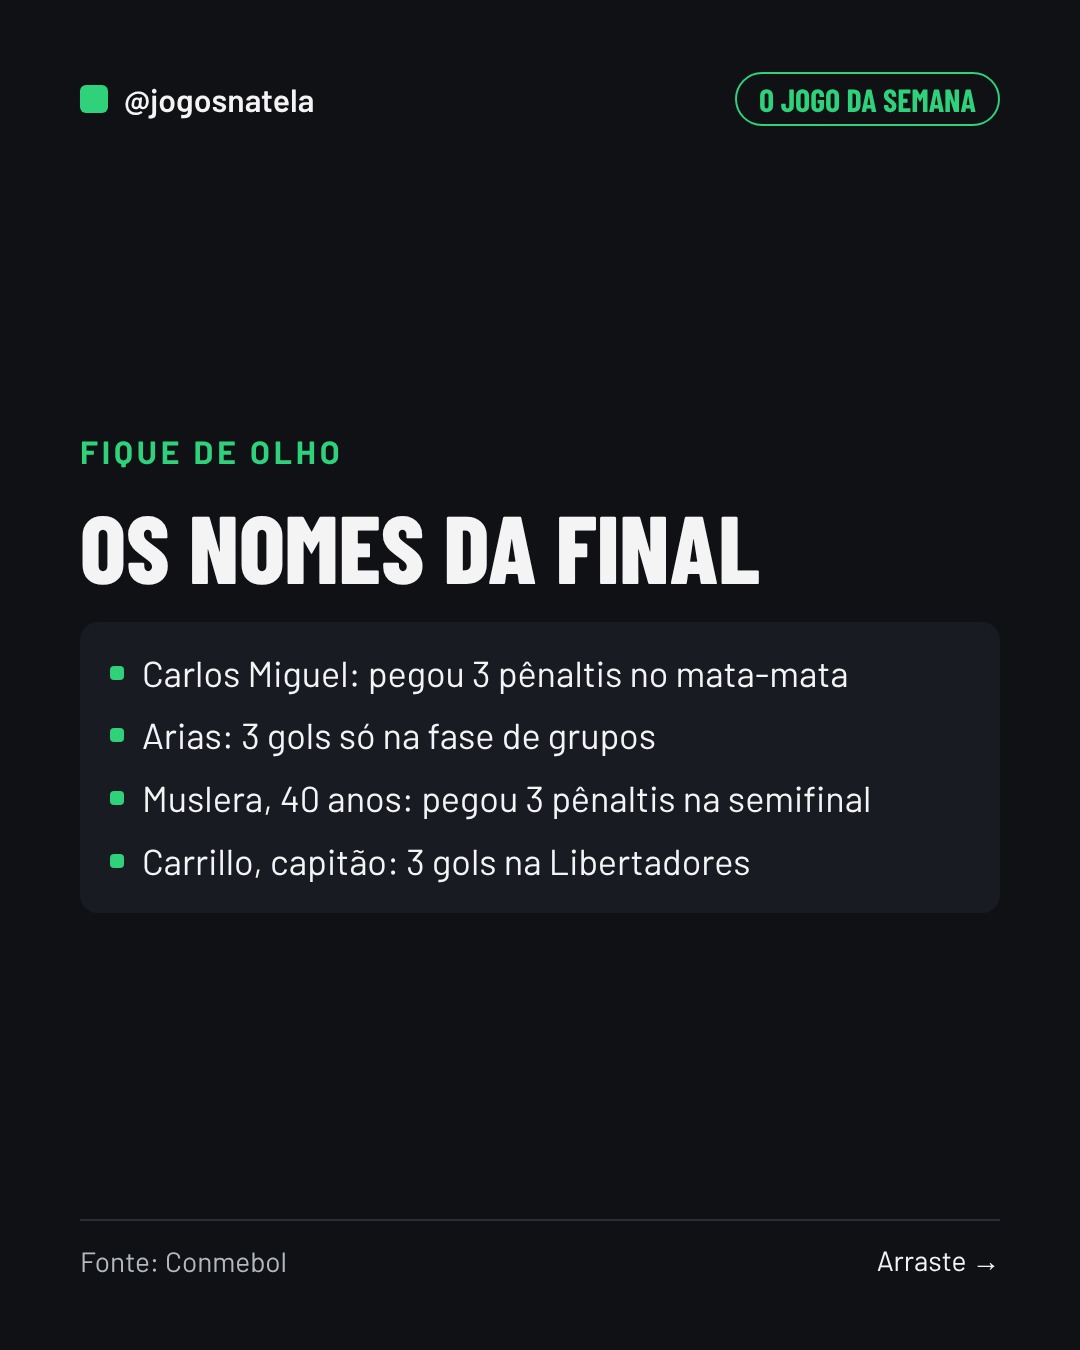 @jogosnatela
O JOGO DA SEMANA
FIQUE DE OLHO
OS NOMES DA FINAL
Carlos Miguel: pegou 3 pênaltis no mata-mata
Arias: 3 gols só na fase de grupos
Muslera, 40 anos: pegou 3 pênaltis na semifinal
Carrillo, capitão: 3 gols na Libertadores
Fonte: Conmebol
Arraste →